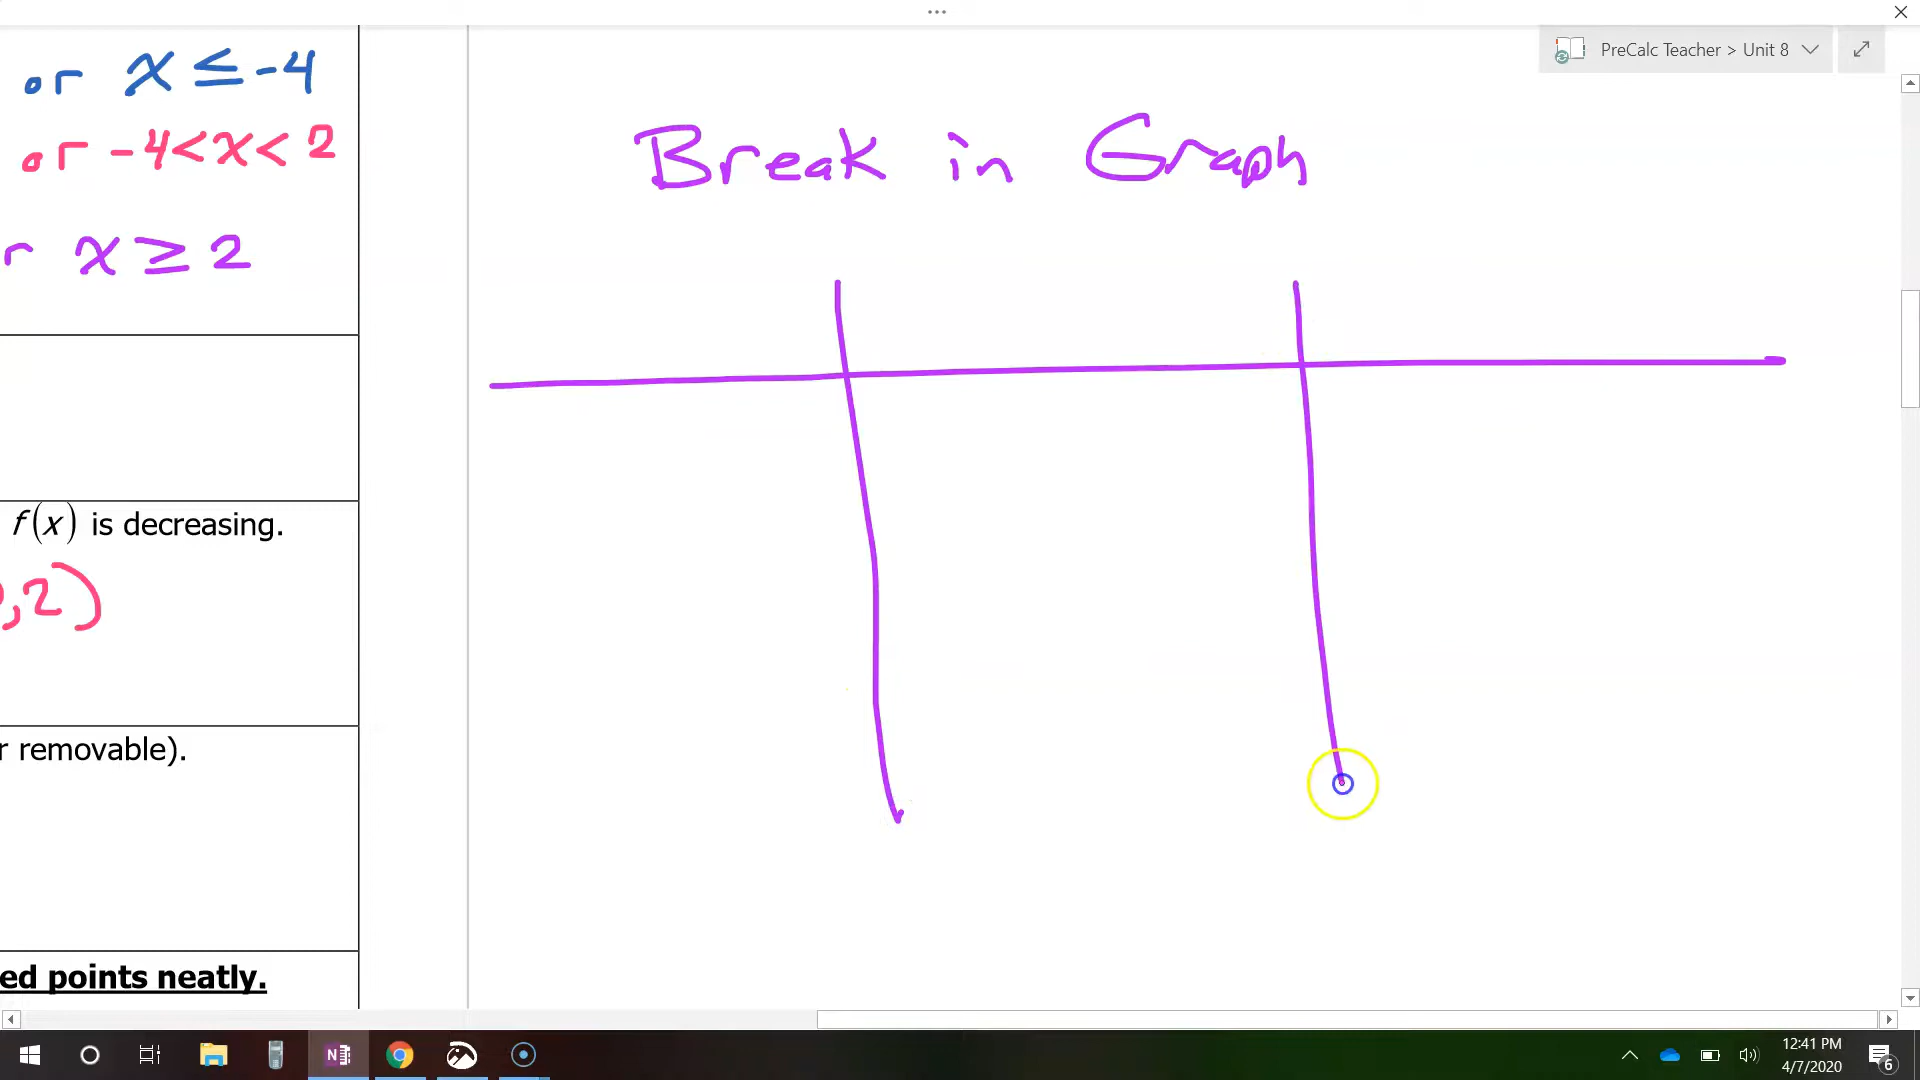 PreCalc Teacher > Unit 8
or x ≤ -4
or -4 < x < 2
r x ≥ 2
Break in Graph
f(x) is decreasing.
,2)
r removable).
ed points neatly.
12:41 PM
4/7/2020
6